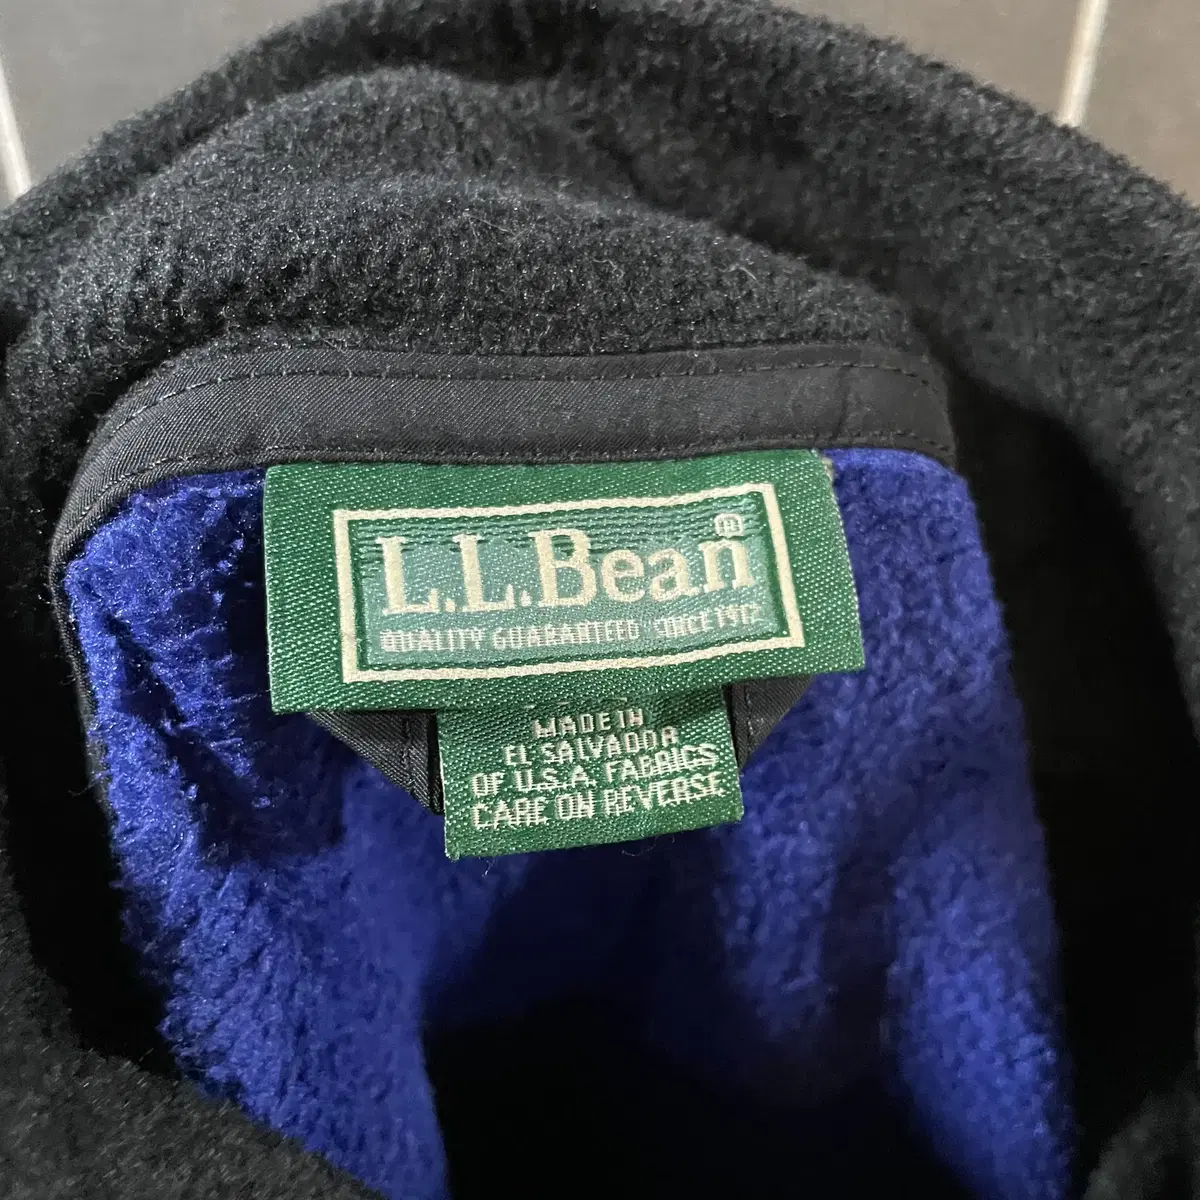 L.L.Bean®
QUALITY GUARANTEED SINCE 1912
MADE IN
EL SALVADOR
OF U.S.A. FABRICS
CARE ON REVERSE